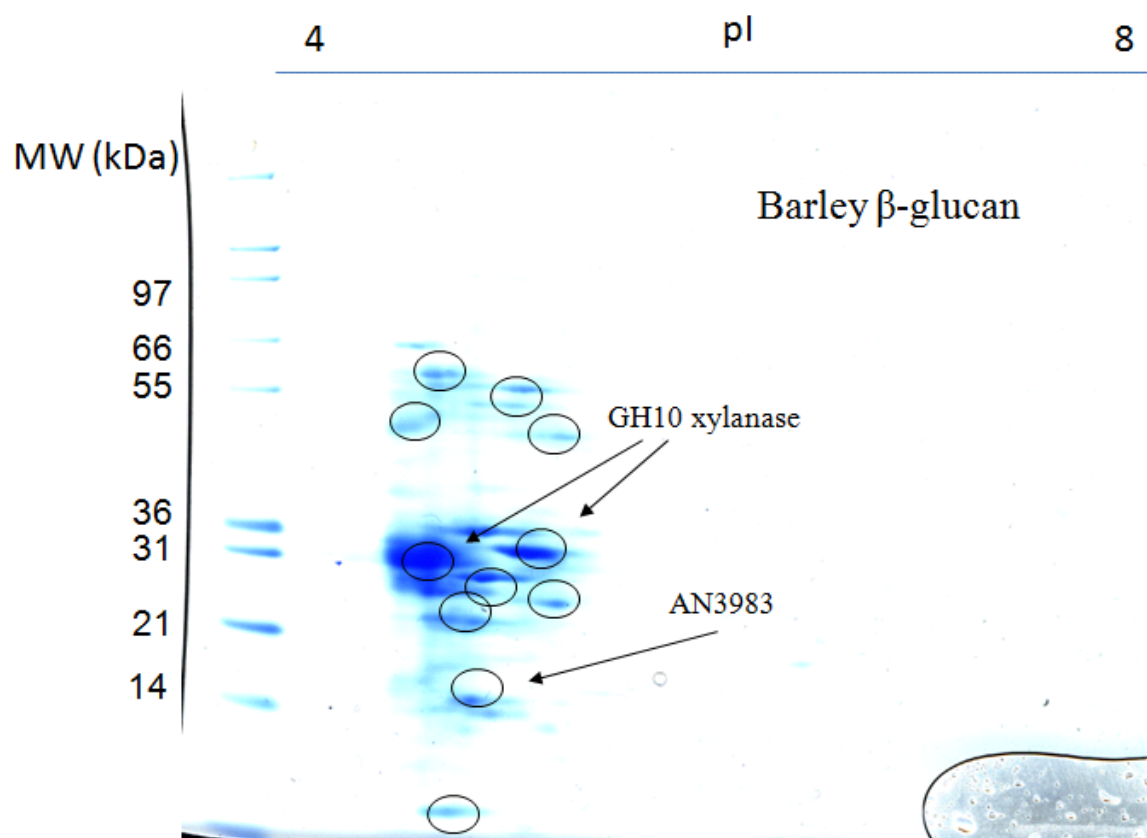 4 pI 8
MW (kDa)
Barley β-glucan
97
66
55
GH10 xylanase
36
31
AN3983
21
14